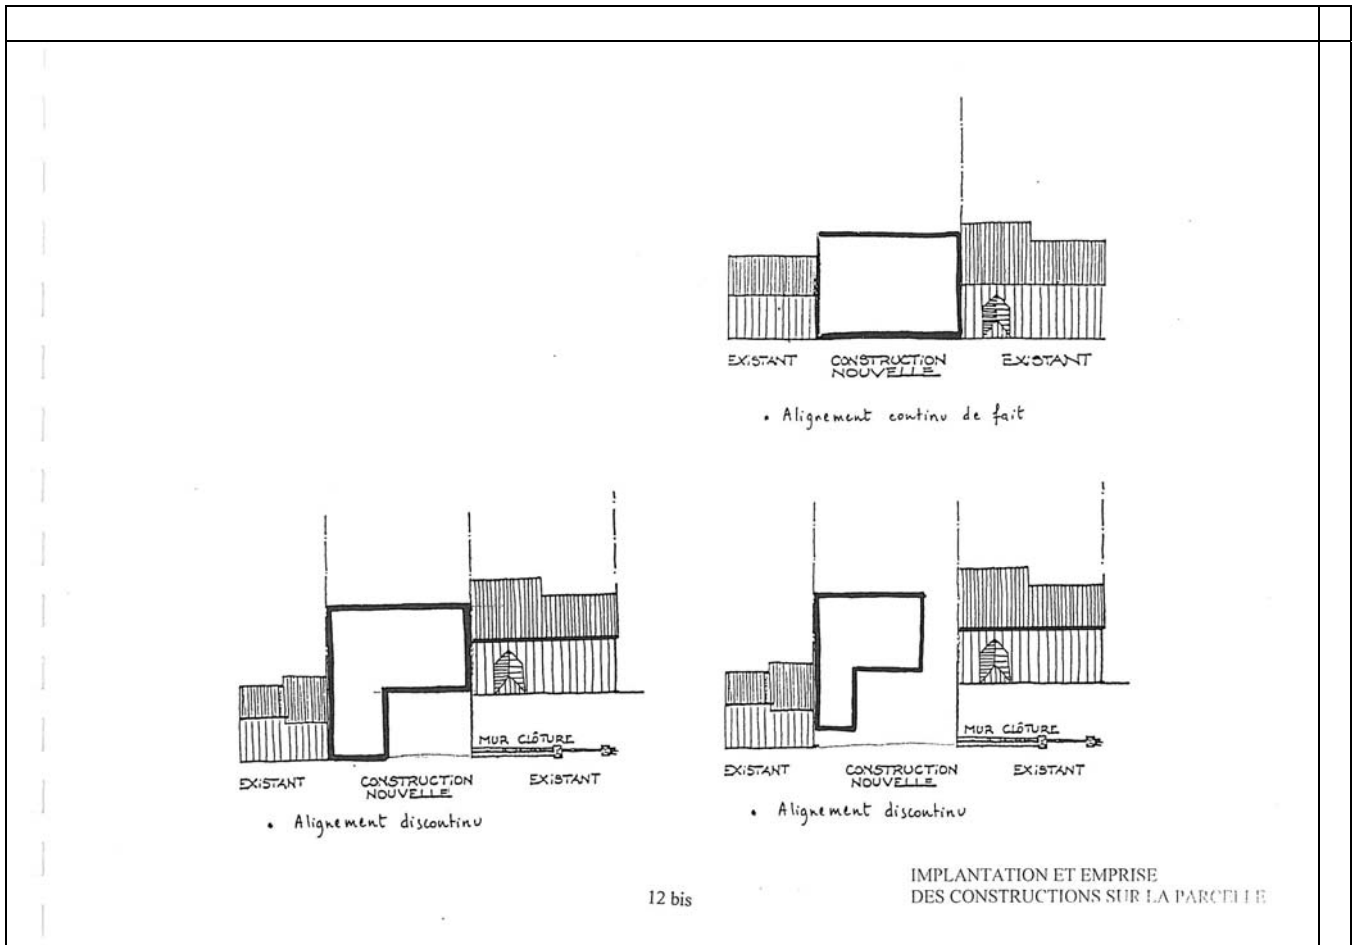 EXISTANT
CONSTRUCTION
NOUVELLE
EXISTANT
• Alignement continu de fait
MUR CLÔTURE
EXISTANT
CONSTRUCTION
NOUVELLE
EXISTANT
• Alignement discontinu
MUR CLÔTURE
EXISTANT
CONSTRUCTION
NOUVELLE
EXISTANT
• Alignement discontinu
12 bis
IMPLANTATION ET EMPRISE
DES CONSTRUCTIONS SUR LA PARCELLE